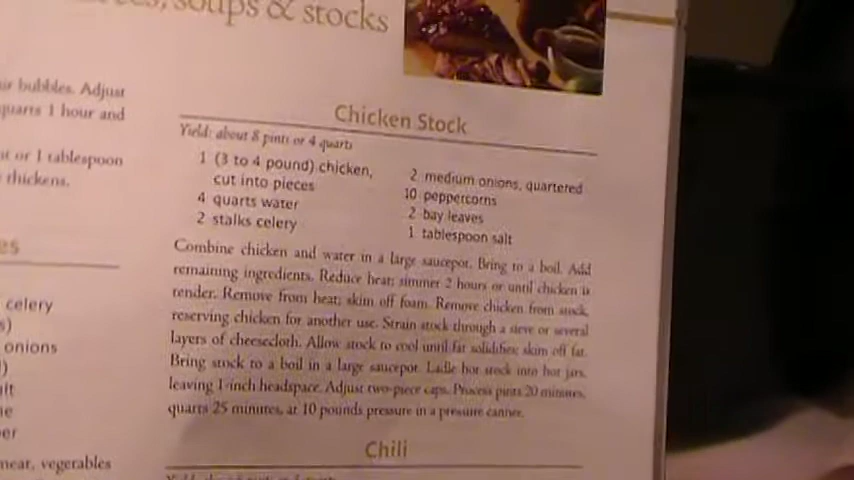 soups & stocks
bubbles. Adjust
quarts 1 hour and
or 1 tablespoon
thickens.
celery
onions
meat, vegetables
Chicken Stock
Yield: about 8 pints or 4 quarts
1 (3 to 4 pound) chicken,
cut into pieces
4 quarts water
2 stalks celery
2 medium onions, quartered
10 peppercorns
2 bay leaves
1 tablespoon salt
Combine chicken and water in a large saucepot. Bring to a boil. Add
remaining ingredients. Reduce heat; simmer 2 hours or until chicken is
tender. Remove from heat; skim off foam. Remove chicken from stock,
reserving chicken for another use. Strain stock through a sieve or several
layers of cheesecloth. Allow stock to cool until fat solidifies; skim off fat.
Bring stock to a boil in a large saucepot. Ladle hot stock into hot jars,
leaving 1-inch headspace. Adjust two-piece caps. Process pints 20 minutes,
quarts 25 minutes, at 10 pounds pressure in a pressure canner.
Chili